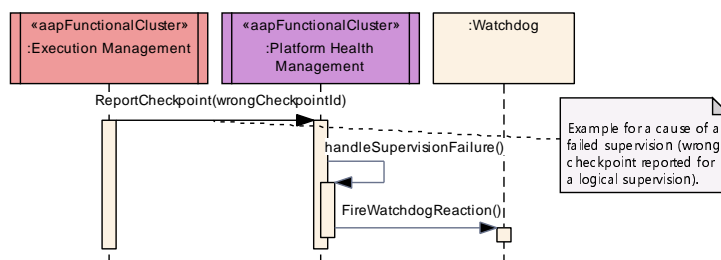 «aapFunctionalCluster»
:Execution Management
«aapFunctionalCluster»
:Platform Health
Management
:Watchdog
ReportCheckpoint(wrongCheckpointId)
Example for a cause of a
failed supervision (wrong
checkpoint reported for
a logical supervision).
handleSupervisionFailure()
FireWatchdogReaction()